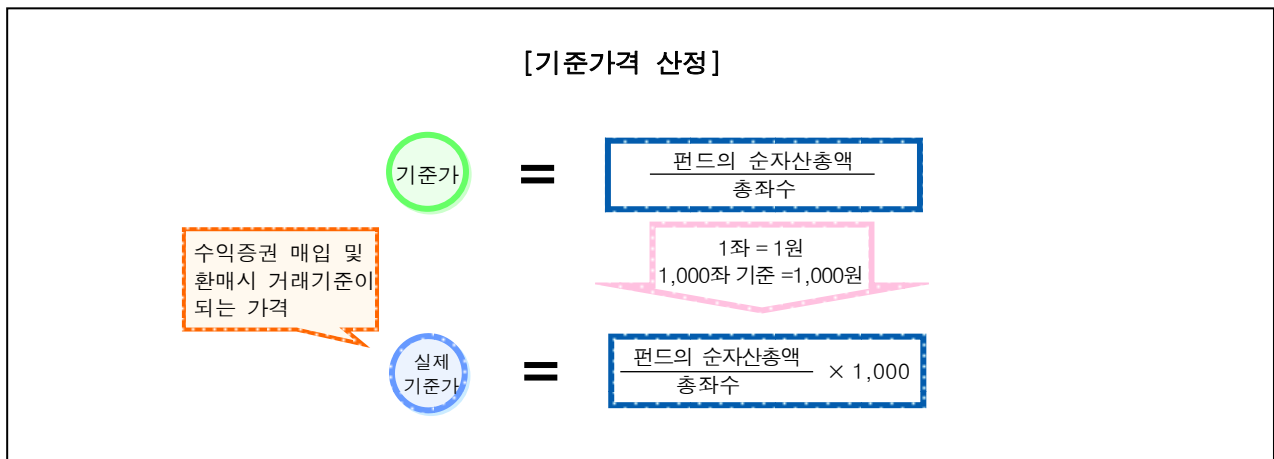 [기준가격 산정]
기준가
=
펀드의 순자산총액
총좌수
1좌 = 1원
1,000좌 기준 =1,000원
수익증권 매입 및
환매시 거래기준이
되는 가격
실제
기준가
=
펀드의 순자산총액
총좌수
× 1,000